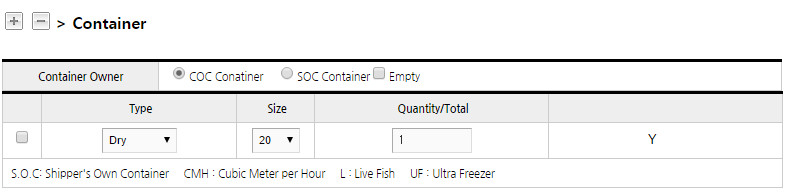 + − > Container
Container Owner COC Conatiner SOC Container Empty
Type Size Quantity/Total
Dry ▼ 20 ▼ 1 Y
S.O.C: Shipper's Own Container CMH : Cubic Meter per Hour L : Live Fish UF : Ultra Freezer